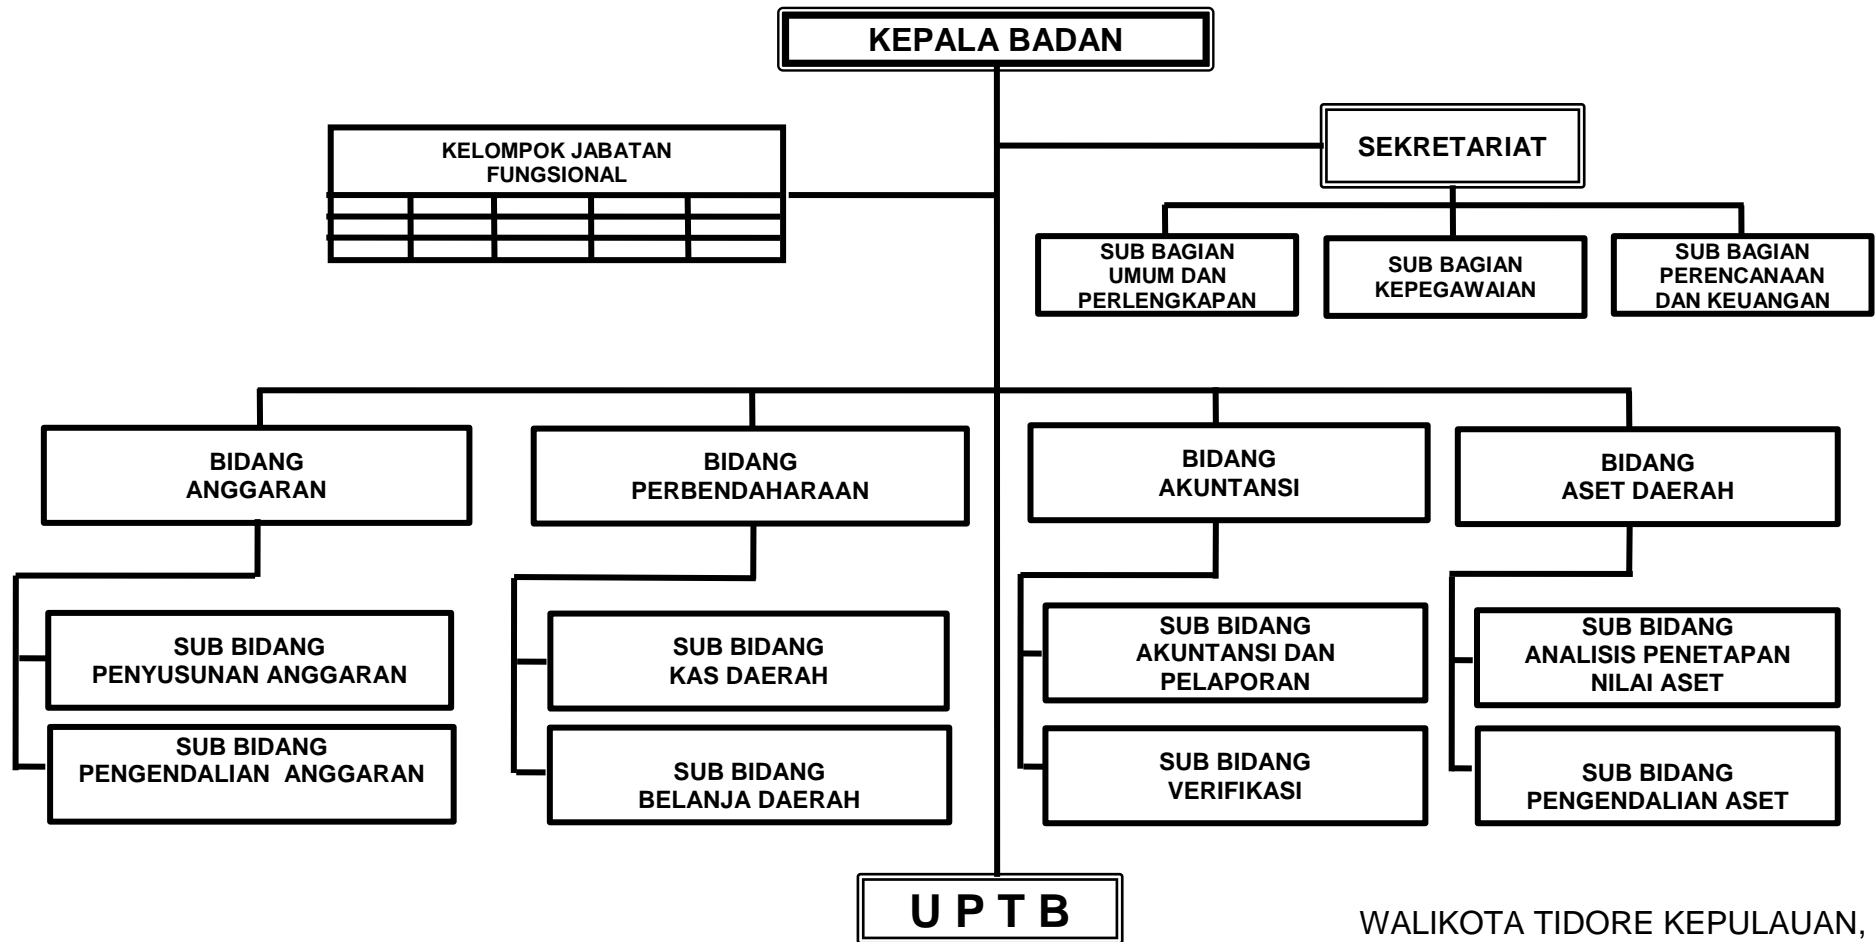 KEPALA BADAN
KELOMPOK JABATAN
FUNGSIONAL
SEKRETARIAT
SUB BAGIAN
UMUM DAN
PERLENGKAPAN
SUB BAGIAN
KEPEGAWAIAN
SUB BAGIAN
PERENCANAAN
DAN KEUANGAN
BIDANG
ANGGARAN
BIDANG
PERBENDAHARAAN
BIDANG
AKUNTANSI
BIDANG
ASET DAERAH
SUB BIDANG
PENYUSUNAN ANGGARAN
SUB BIDANG
KAS DAERAH
SUB BIDANG
AKUNTANSI DAN
PELAPORAN
SUB BIDANG
ANALISIS PENETAPAN
NILAI ASET
SUB BIDANG
PENGENDALIAN ANGGARAN
SUB BIDANG
BELANJA DAERAH
SUB BIDANG
VERIFIKASI
SUB BIDANG
PENGENDALIAN ASET
U P T B
WALIKOTA TIDORE KEPULAUAN,